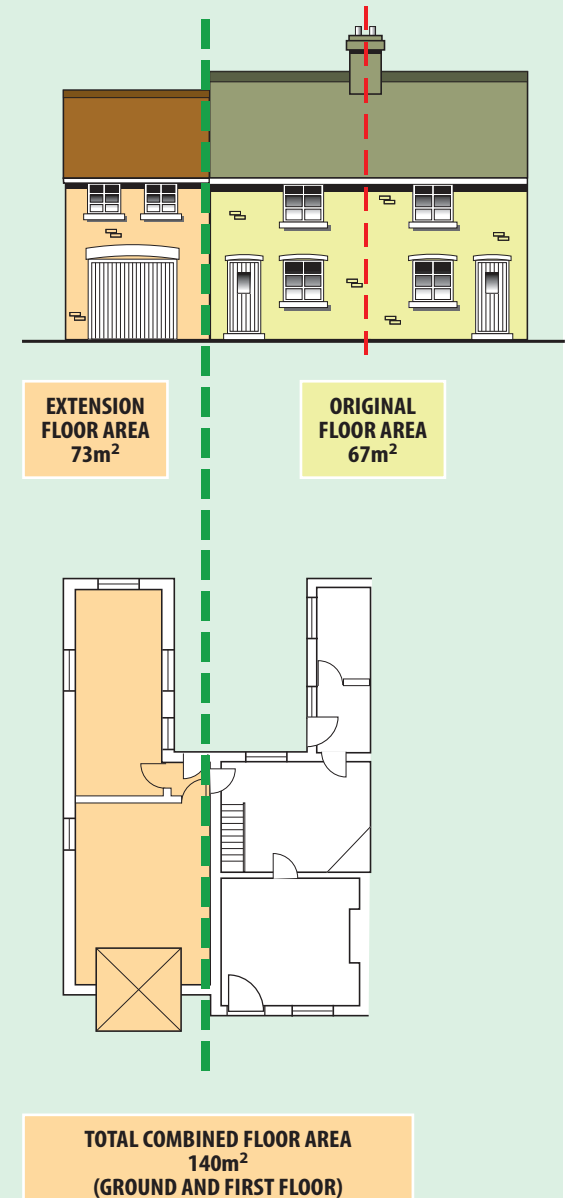 EXTENSION
FLOOR AREA
73m²
ORIGINAL
FLOOR AREA
67m²
TOTAL COMBINED FLOOR AREA
140m²
(GROUND AND FIRST FLOOR)